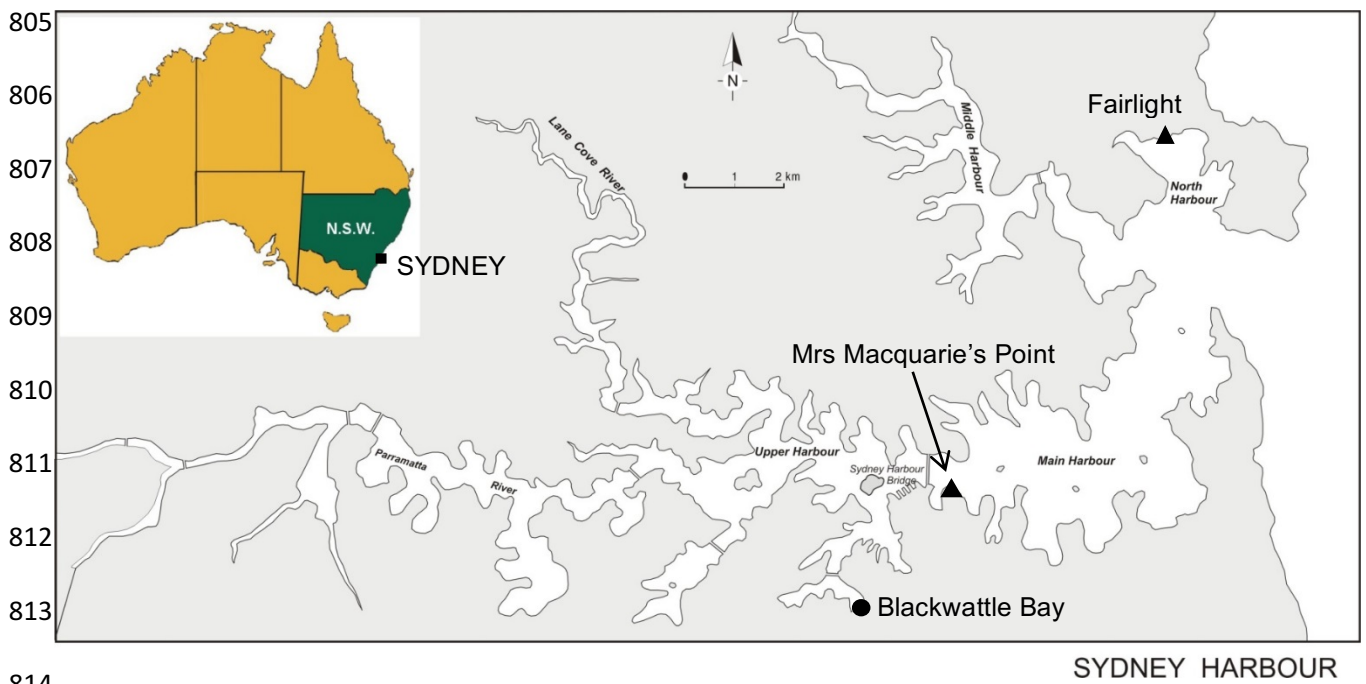 805
806
807
808
809
810
811
812
813
814
N.S.W.
SYDNEY
N
0 1 2 km
Lane Cove River
Middle Harbour
Fairlight
North
Harbour
Mrs Macquarie’s Point
Upper Harbour
Sydney Harbour
Bridge
Main Harbour
Parramatta
River
Blackwattle Bay
SYDNEY HARBOUR